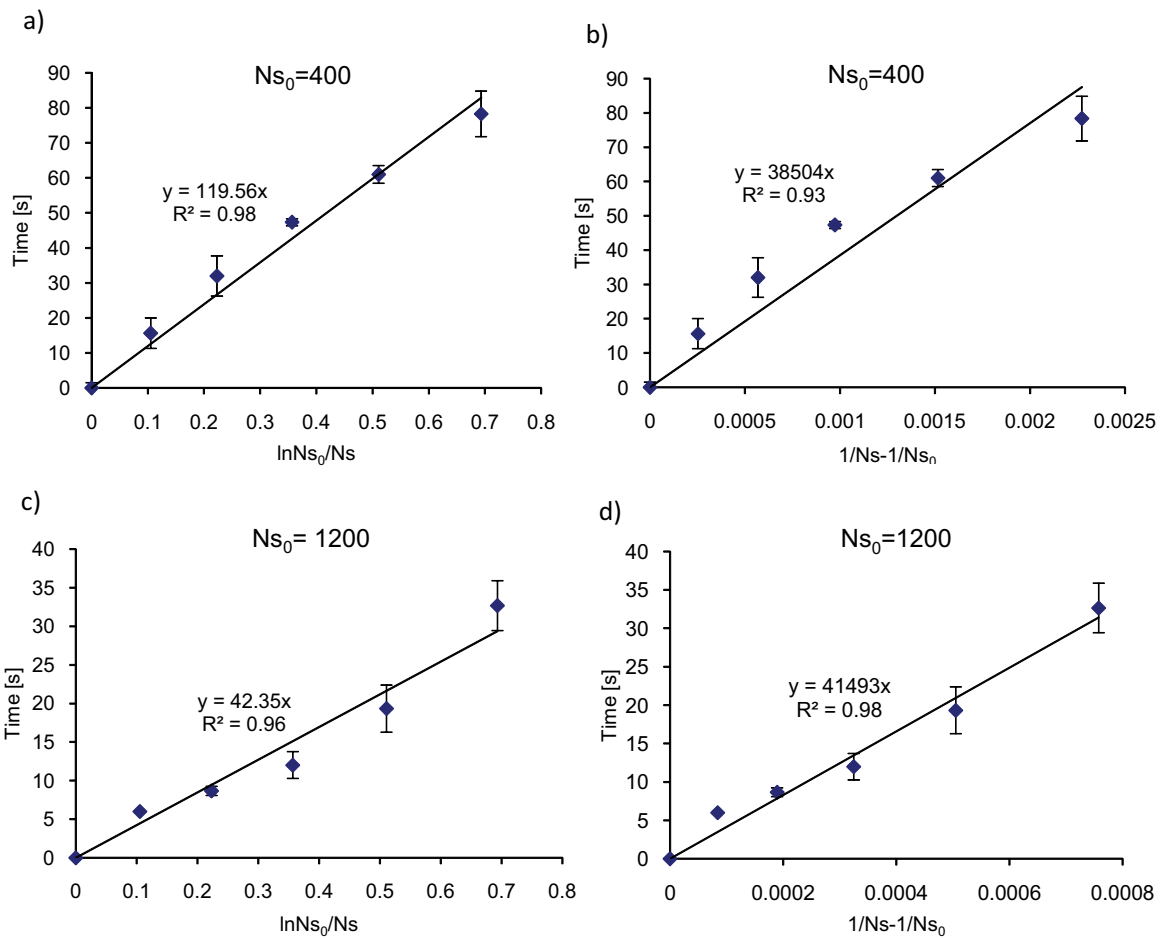 a)
Ns₀=400
90
80
70
60
50
40
30
20
10
0
Time [s]
y = 119.56x
R² = 0.98
0 0.1 0.2 0.3 0.4 0.5 0.6 0.7 0.8
lnNs₀/Ns
b)
Ns₀=400
90
80
70
60
50
40
30
20
10
0
Time [s]
y = 38504x
R² = 0.93
0 0.0005 0.001 0.0015 0.002 0.0025
1/Ns-1/Ns₀
c)
Ns₀= 1200
40
35
30
25
20
15
10
5
0
Time [s]
y = 42.35x
R² = 0.96
0 0.1 0.2 0.3 0.4 0.5 0.6 0.7 0.8
lnNs₀/Ns
d)
Ns₀=1200
40
35
30
25
20
15
10
5
0
Time [s]
y = 41493x
R² = 0.98
0 0.0002 0.0004 0.0006 0.0008
1/Ns-1/Ns₀